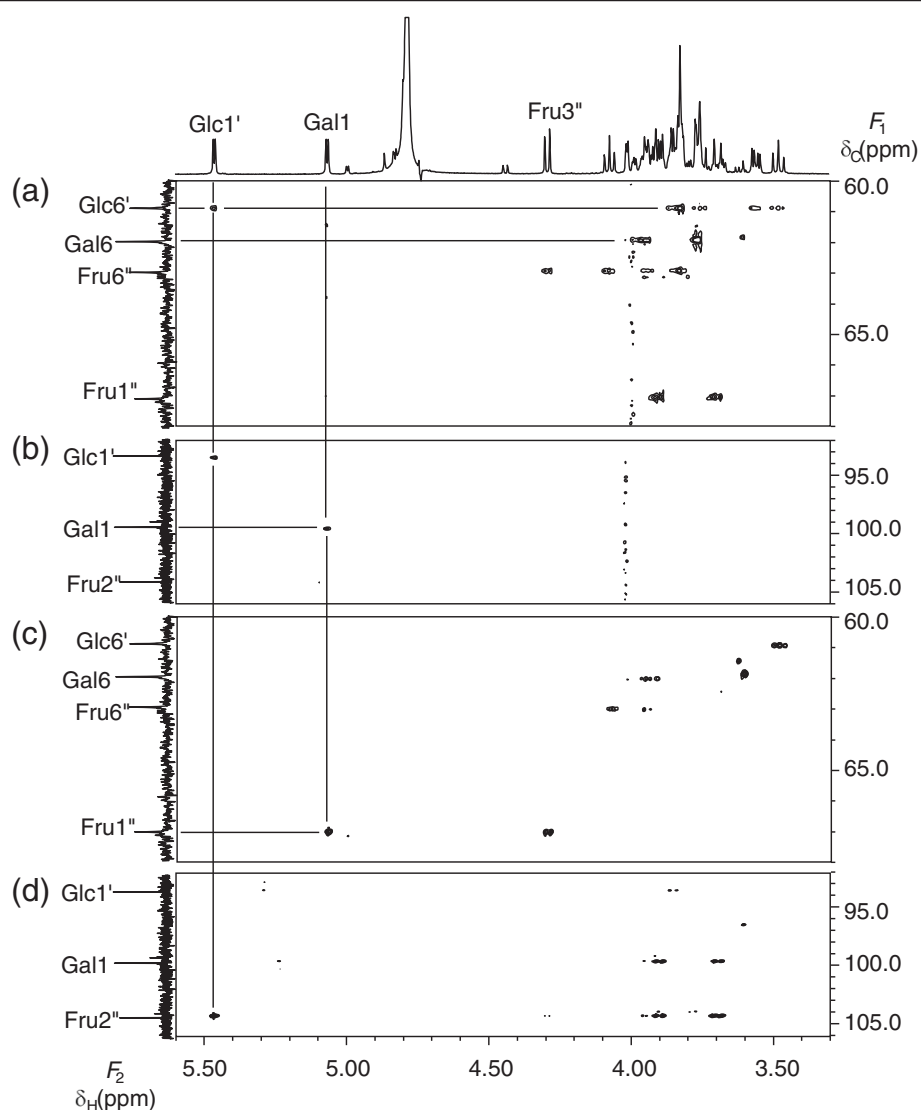 Glc1' Gal1 Fru3"
F1
δC(ppm)
(a)
60.0
Glc6'
Gal6
Fru6"
65.0
Fru1"
(b)
Glc1'
95.0
Gal1
100.0
Fru2"
105.0
(c)
60.0
Glc6'
Gal6
Fru6"
65.0
Fru1"
(d)
Glc1'
95.0
Gal1
100.0
Fru2"
105.0
F2
5.50 5.00 4.50 4.00 3.50
δH(ppm)